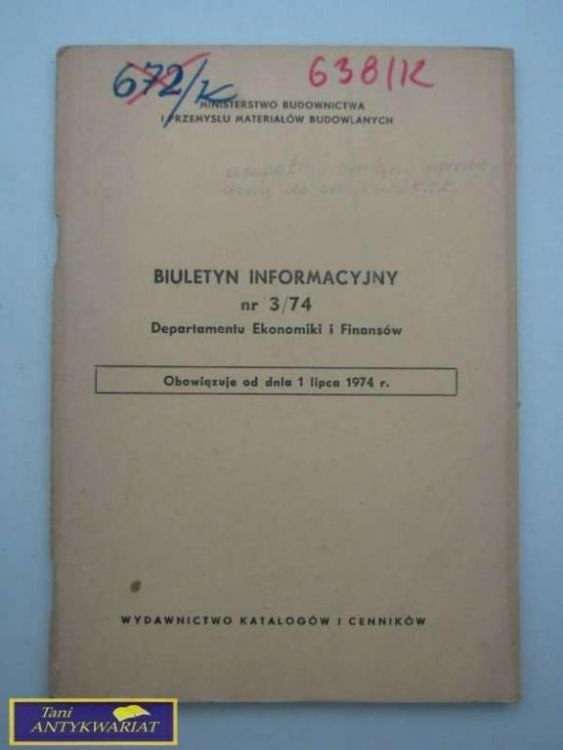 672/K
638/K
MINISTERSTWO BUDOWNICTWA
I PRZEMYSŁU MATERIAŁÓW BUDOWLANYCH
BIULETYN INFORMACYJNY
nr 3/74
Departamentu Ekonomiki i Finansów
Obowiązuje od dnia 1 lipca 1974 r.
WYDAWNICTWO KATALOGÓW I CENNIKÓW
Tani
ANTYKWARIAT